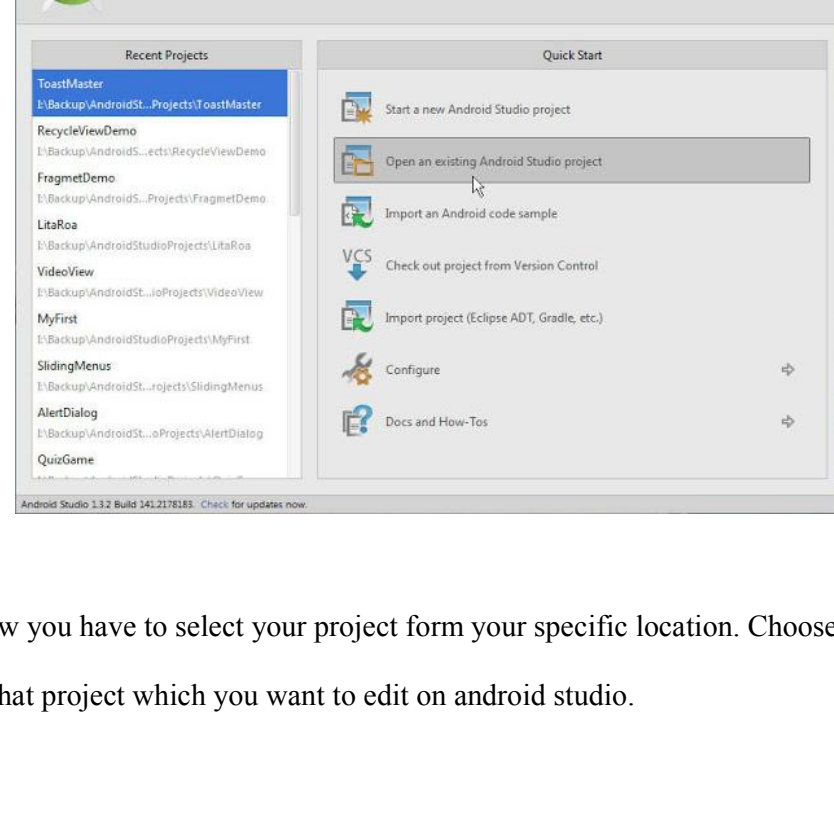 Recent Projects
Quick Start
ToastMaster
I:\Backup\AndroidSt...Projects\ToastMaster
RecycleViewDemo
I:\Backup\AndroidS...ects\RecycleViewDemo
FragmetDemo
I:\Backup\AndroidS...Projects\FragmetDemo
LitaRoa
I:\Backup\AndroidStudioProjects\LitaRoa
VideoView
I:\Backup\AndroidSt...ioProjects\VideoView
MyFirst
I:\Backup\AndroidStudioProjects\MyFirst
SlidingMenus
I:\Backup\AndroidSt...rojects\SlidingMenus
AlertDialog
I:\Backup\AndroidSt...oProjects\AlertDialog
QuizGame
Start a new Android Studio project
Open an existing Android Studio project
Import an Android code sample
VCS
Check out project from Version Control
Import project (Eclipse ADT, Gradle, etc.)
Configure
Docs and How-Tos
Android Studio 1.3.2 Build 141.2178183. Check for updates now.
w you have to select your project form your specific location. Choose
hat project which you want to edit on android studio.